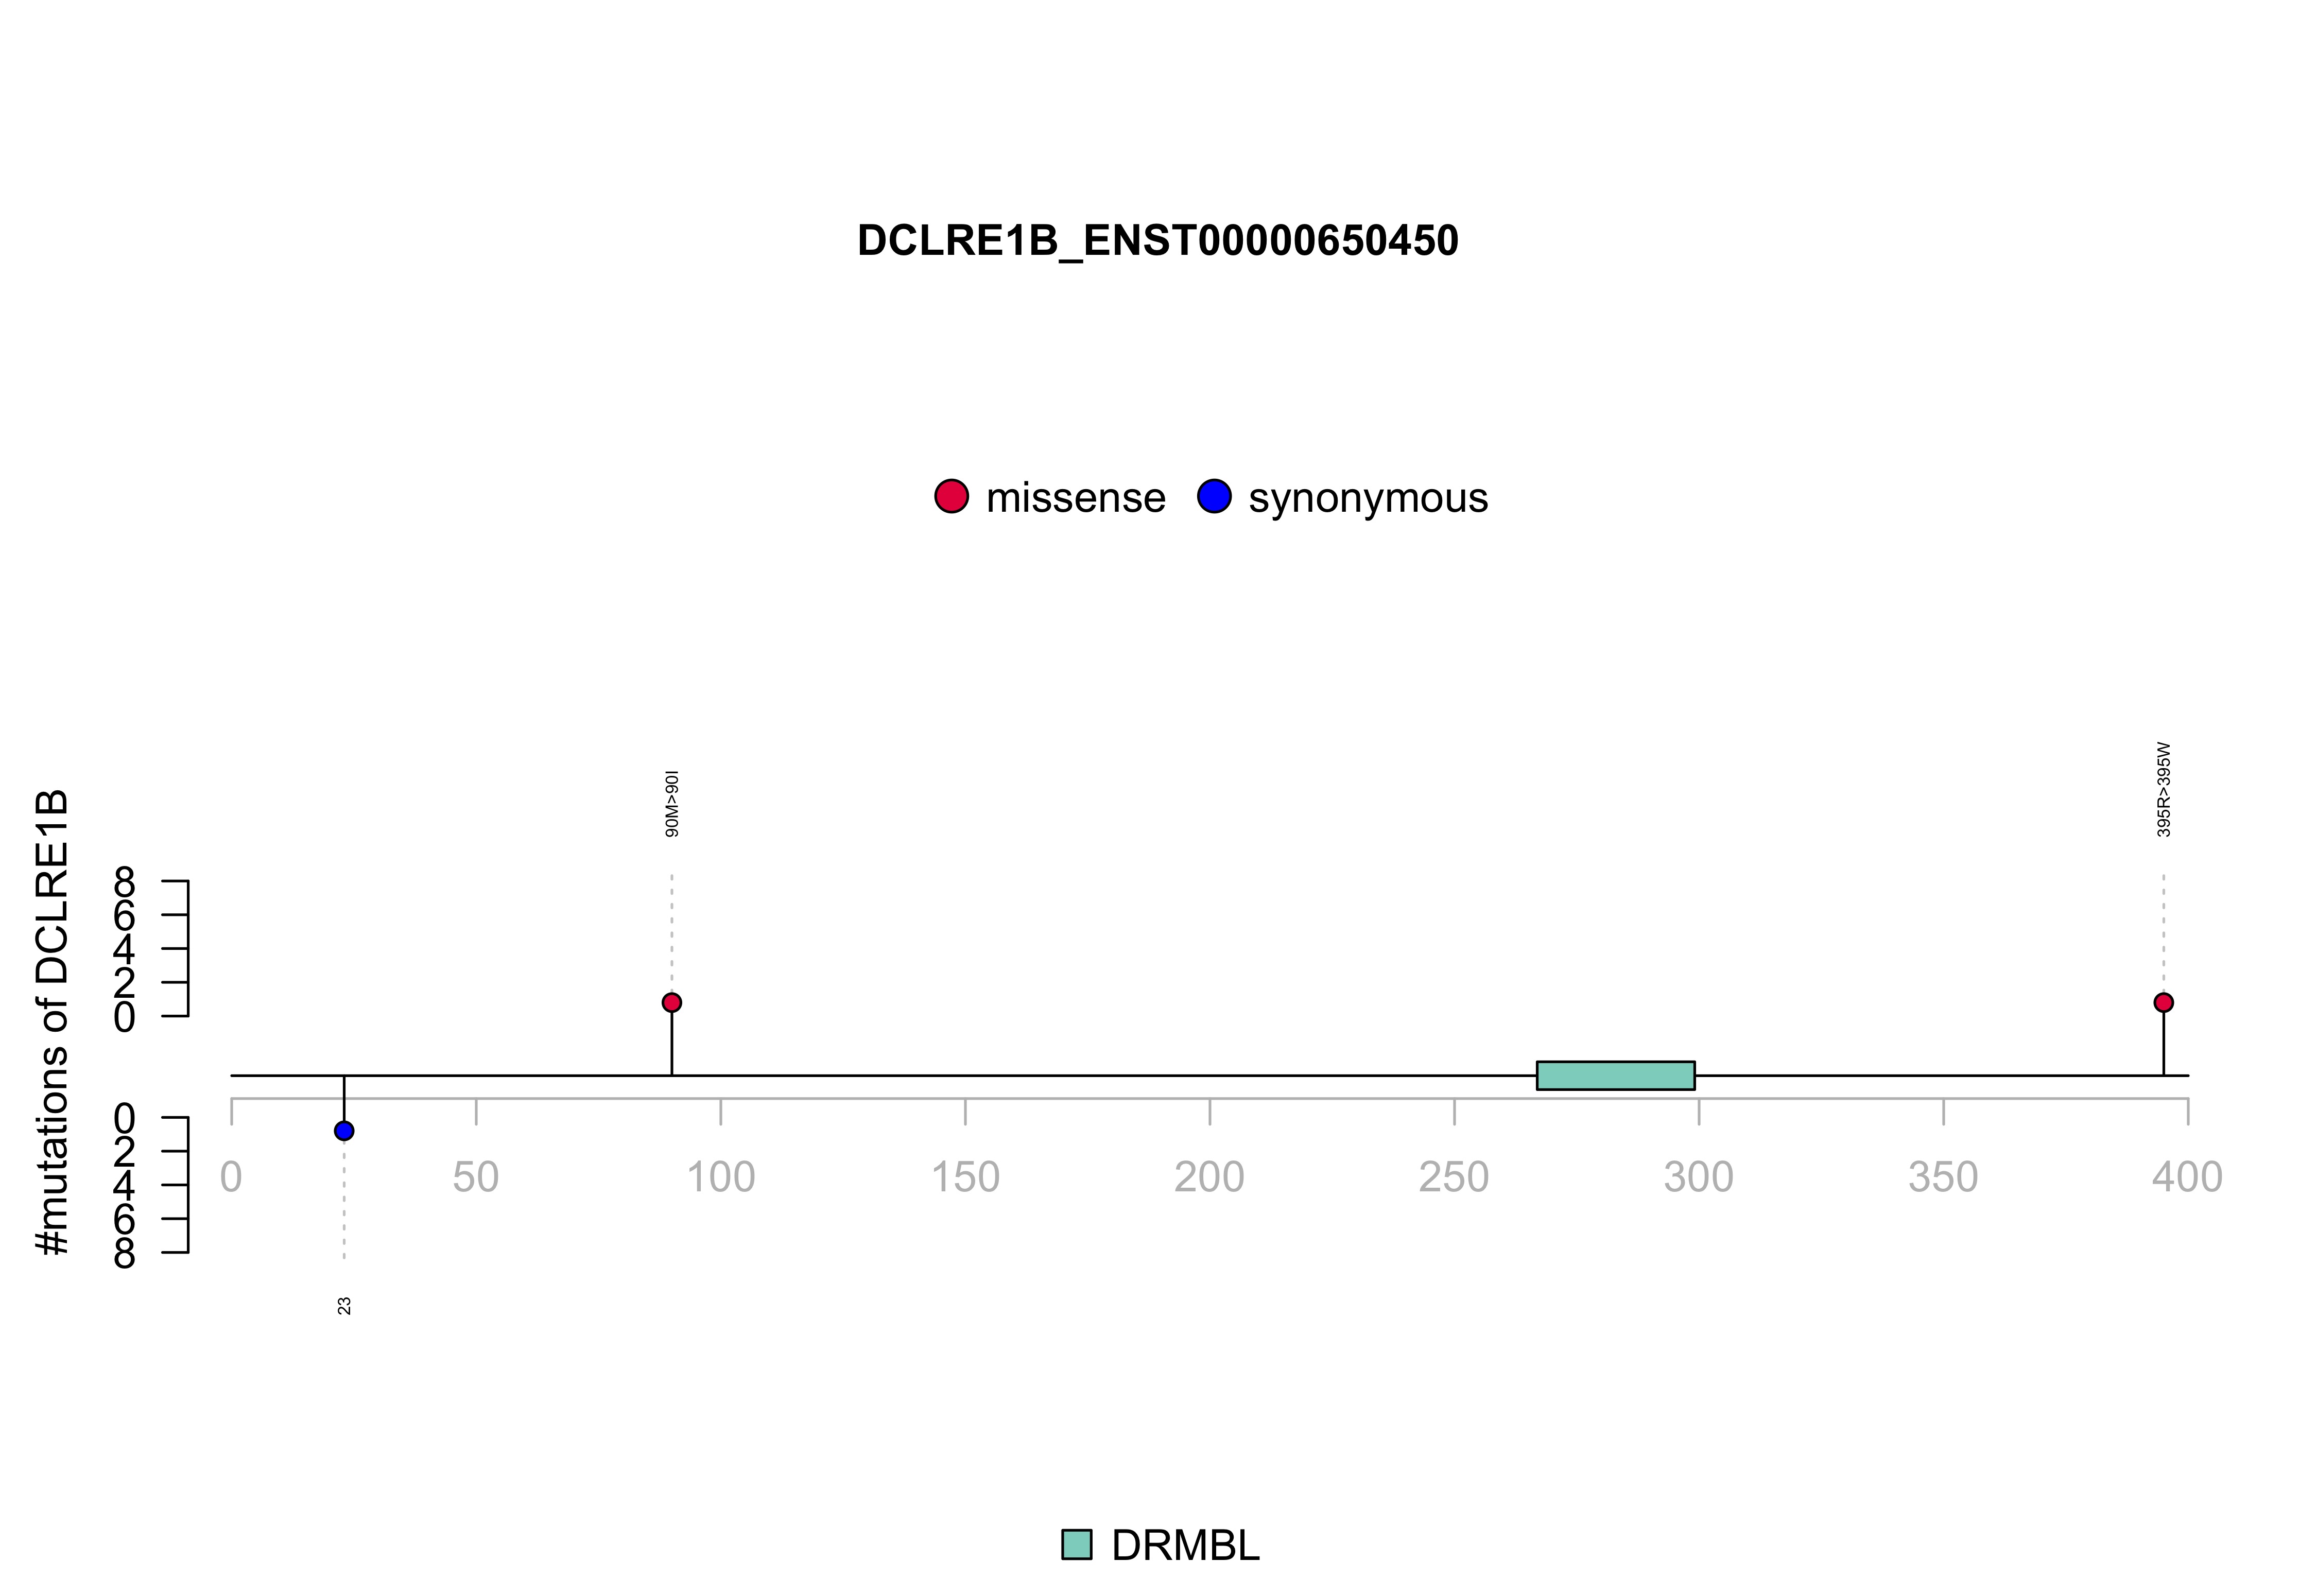 DCLRE1B_ENST00000650450
missense
synonymous
90M>90I
395R>395W
#mutations of DCLRE1B
8
6
4
2
0
0
2
4
6
8
0 50 100 150 200 250 300 350 400
23
DRMBL